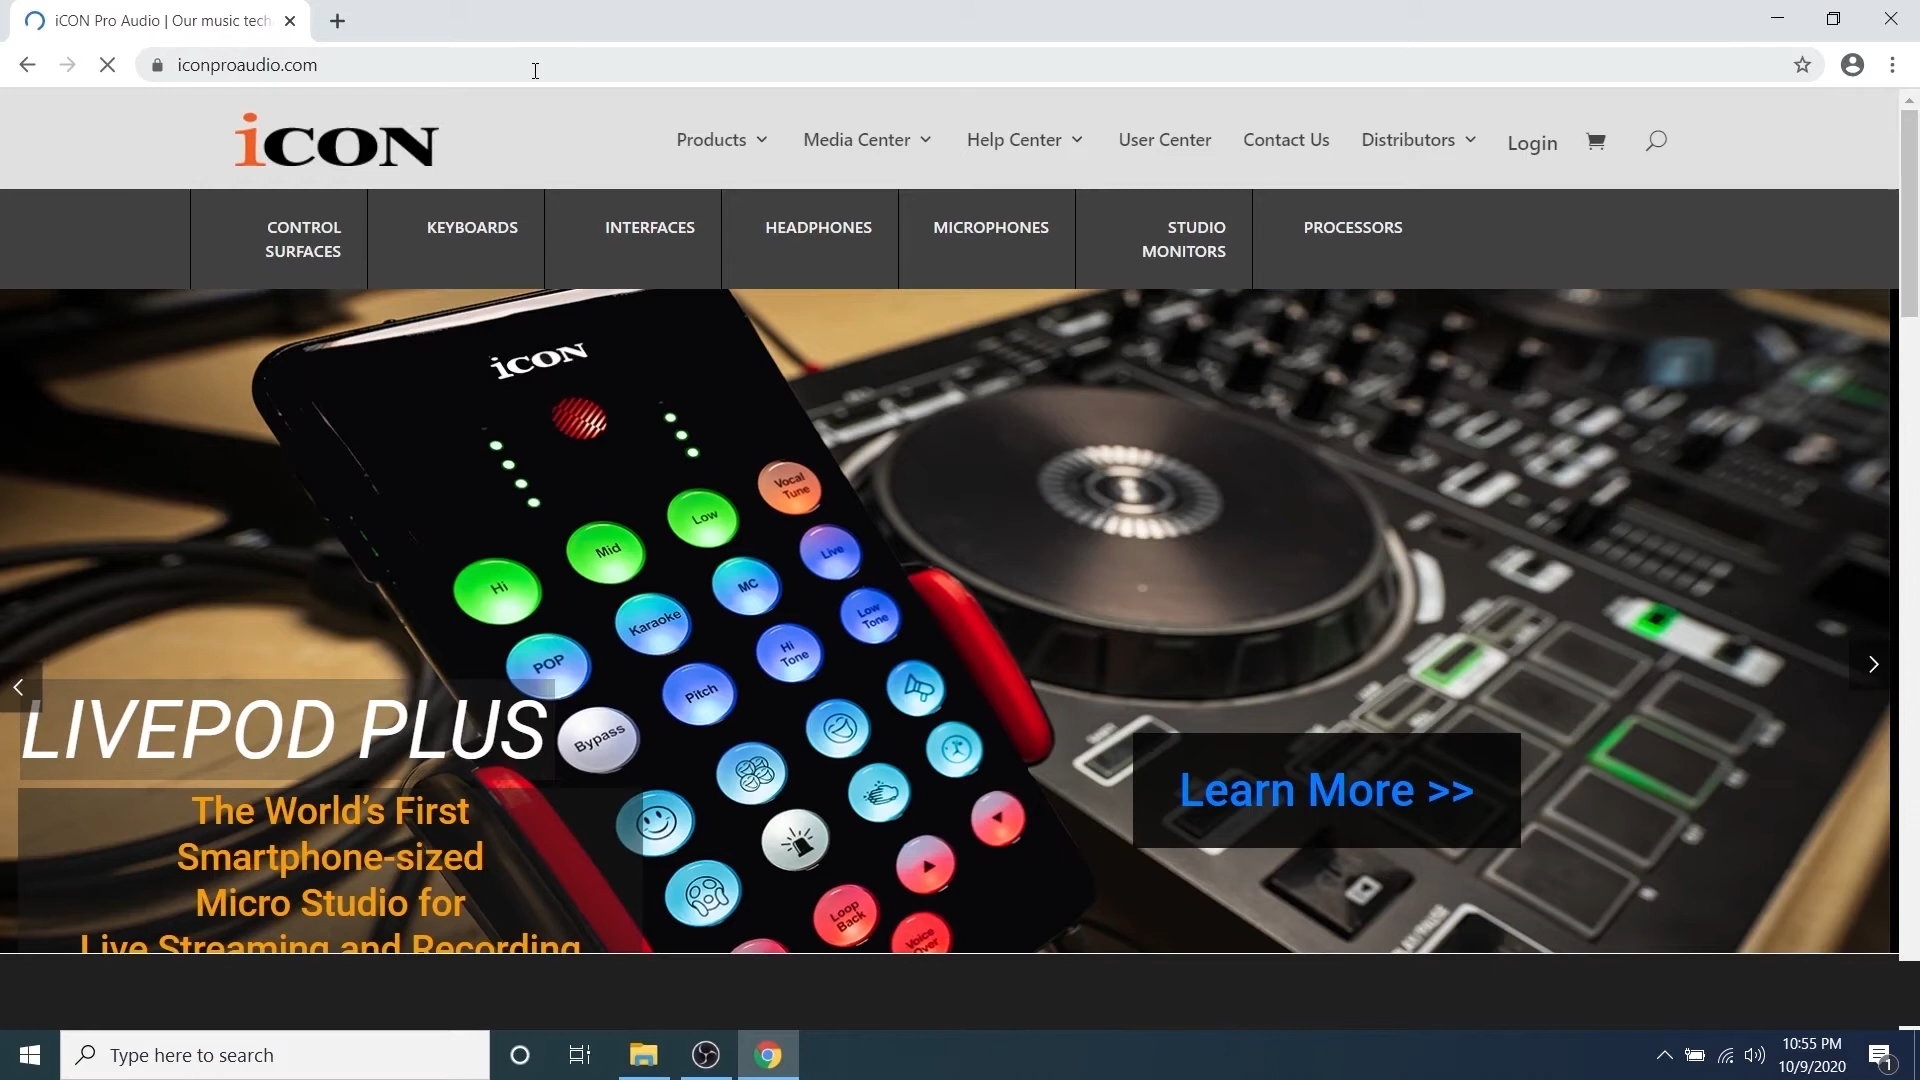 iCON Pro Audio | Our music tech
iconproaudio.com
iCON
Products
Media Center
Help Center
User Center
Contact Us
Distributors
Login
CONTROL
SURFACES
KEYBOARDS
INTERFACES
HEADPHONES
MICROPHONES
STUDIO
MONITORS
PROCESSORS
iCON
Vocal
Tune
Low
Mid
Hi
Live
MC
Karaoke
POP
Low
Tone
Hi
Tone
Pitch
Bypass
Loop
Back
Voice
Over
LIVEPOD PLUS
The World's First
Smartphone-sized
Micro Studio for
Live Streaming and Recording
Learn More >>
Type here to search
10:55 PM
10/9/2020
1